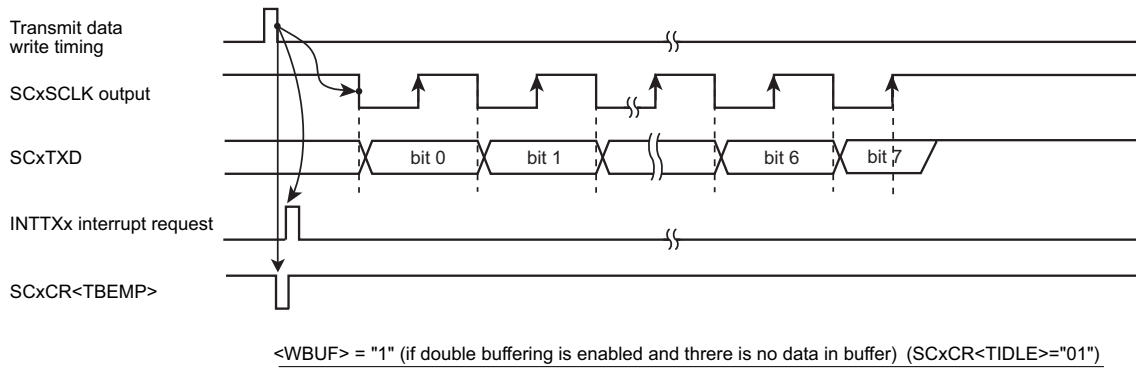 Transmit data
write timing
SCxSCLK output
SCxTXD
bit 0 bit 1 bit 6 bit 7
INTTXx interrupt request
SCxCR<TBEMP>
<WBUF> = "1" (if double buffering is enabled and threre is no data in buffer) (SCxCR<TIDLE>="01")